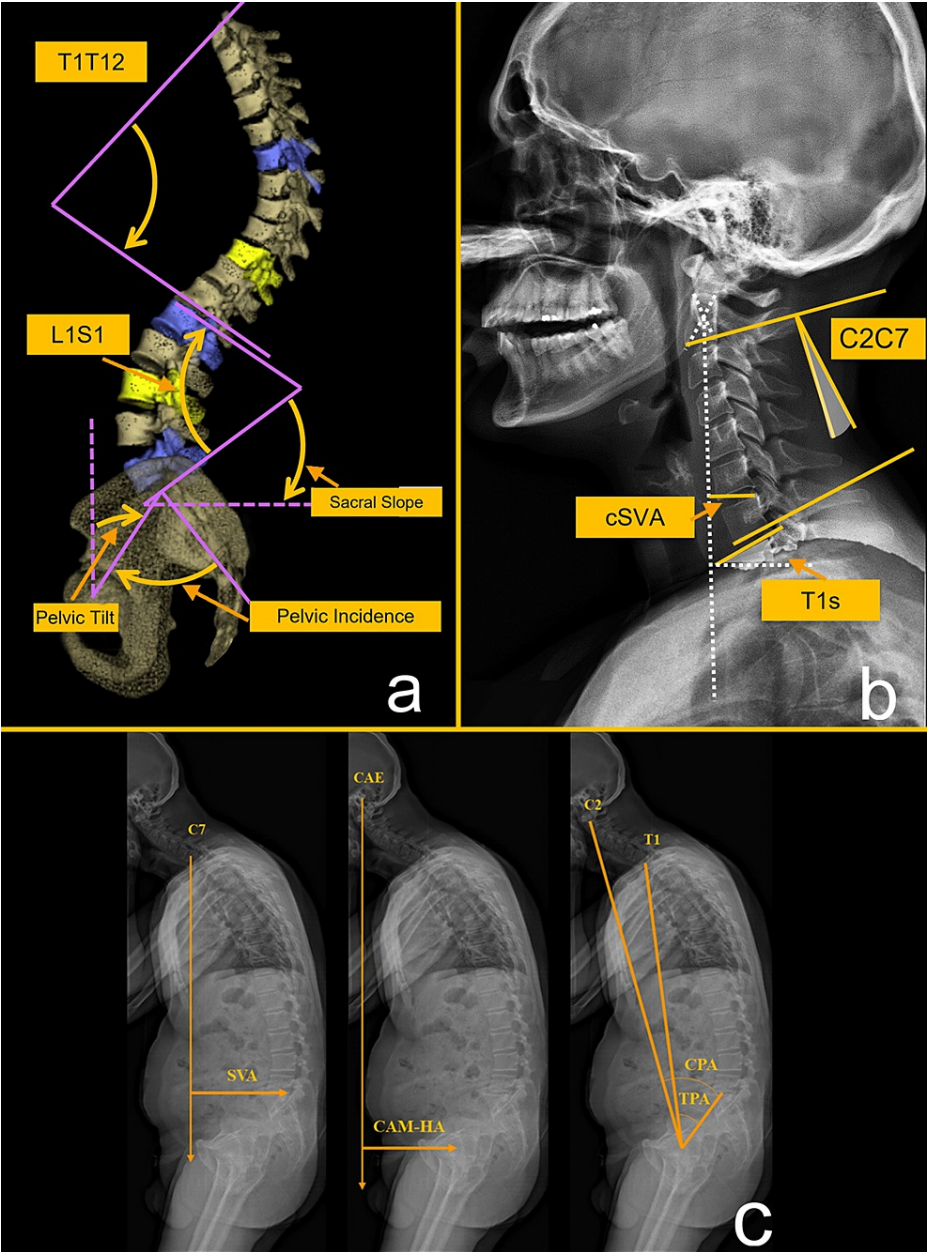 T1T12
L1S1
Sacral Slope
Pelvic Tilt
Pelvic Incidence
a
C2C7
cSVA
T1s
b
C7
SVA
CAE
CAM-HA
C2
T1
CPA
TPA
c